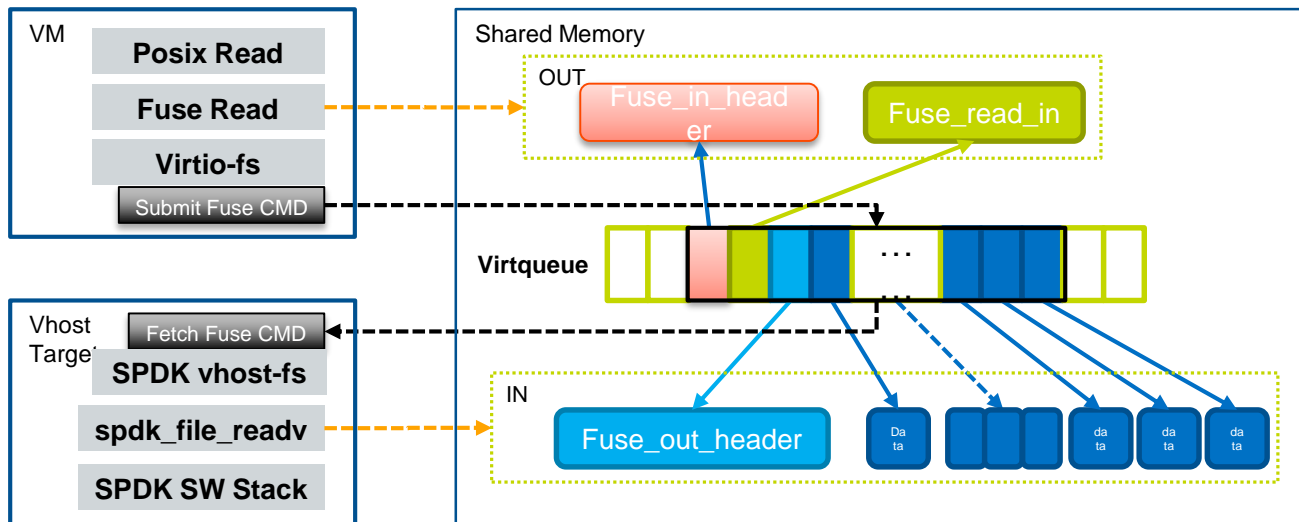 VM
Posix Read
Fuse Read
Virtio-fs
Submit Fuse CMD
Shared Memory
OUT
Fuse_in_head
er
Fuse_read_in
Virtqueue
...
...
Vhost
Target
Fetch Fuse CMD
SPDK vhost-fs
spdk_file_readv
SPDK SW Stack
IN
Fuse_out_header
Da
ta
da
ta
da
ta
da
ta